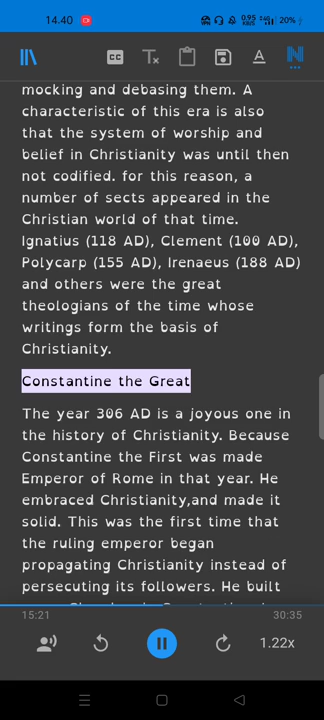 14.40
0.95 KB/S
20%
CC
A
N
mocking and debasing them. A
characteristic of this era is also
that the system of worship and
belief in Christianity was until then
not codified. for this reason, a
number of sects appeared in the
Christian world of that time.
Ignatius (118 AD), Clement (100 AD),
Polycarp (155 AD), Irenaeus (188 AD)
and others were the great
theologians of the time whose
writings form the basis of
Christianity.
Constantine the Great
The year 306 AD is a joyous one in
the history of Christianity. Because
Constantine the First was made
Emperor of Rome in that year. He
embraced Christianity,and made it
solid. This was the first time that
the ruling emperor began
propagating Christianity instead of
persecuting its followers. He built
15:21
30:35
1.22x